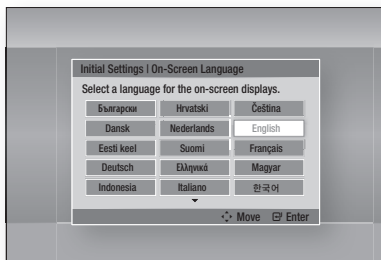 Initial Settings | On-Screen Language
Select a language for the on-screen displays.
Български Hrvatski Čeština
Dansk Nederlands English
Eesti keel Suomi Français
Deutsch Ελληνικά Magyar
Indonesia Italiano 한국어
Move Enter